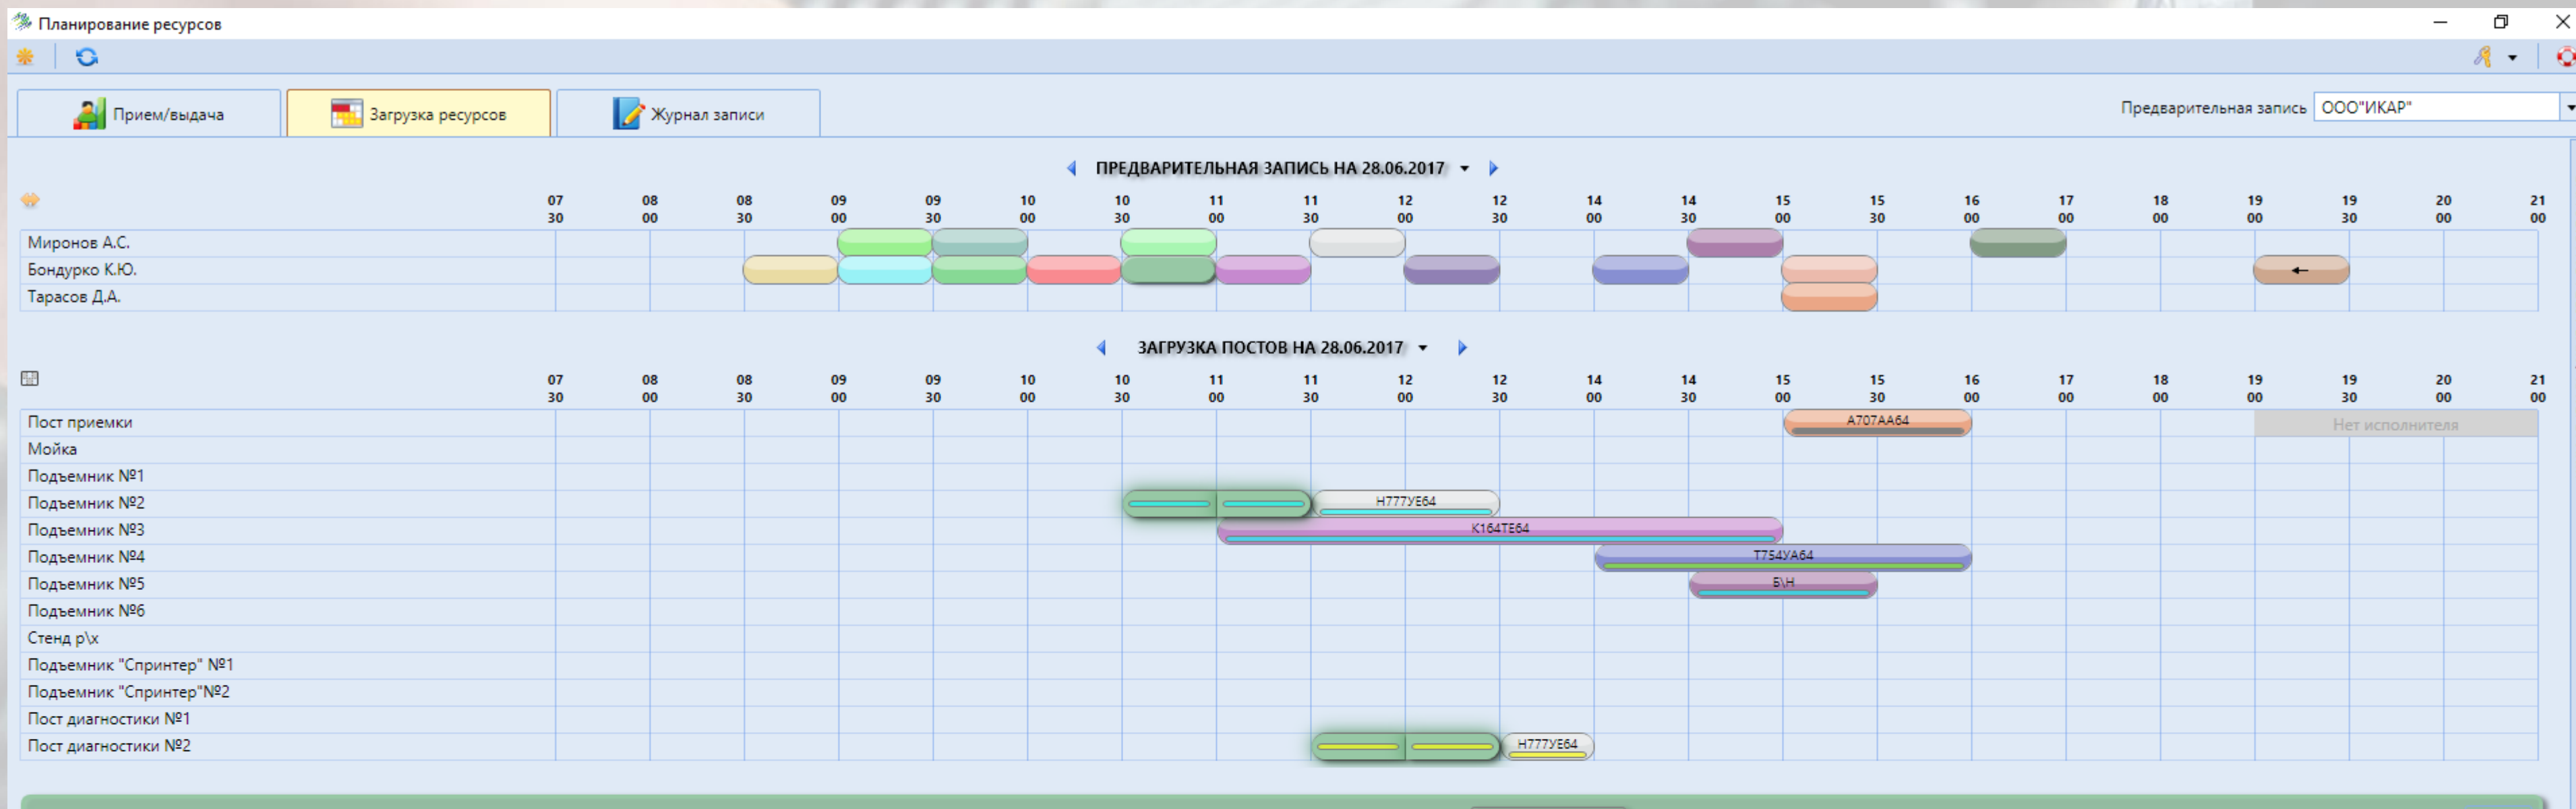 Планирование ресурсов
Прием/выдача Загрузка ресурсов Журнал записи Предварительная запись ООО"ИКАР"
ПРЕДВАРИТЕЛЬНАЯ ЗАПИСЬ НА 28.06.2017
07 08 08 09 09 10 10 11 11 12 12 14 14 15 15 16 17 18 19 19 20 21
30 00 30 00 30 00 30 00 30 00 30 00 30 00 30 00 00 00 00 30 00 00
Миронов А.С.
Бондурко К.Ю.
Тарасов Д.А.
ЗАГРУЗКА ПОСТОВ НА 28.06.2017
07 08 08 09 09 10 10 11 11 12 12 14 14 15 15 16 17 18 19 19 20 21
30 00 30 00 30 00 30 00 30 00 30 00 30 00 30 00 00 00 00 30 00 00
Пост приемки А707АА64 Нет исполнителя
Мойка
Подъемник №1
Подъемник №2 Н777УЕ64
Подъемник №3 К164ТЕ64
Подъемник №4 Т754УА64
Подъемник №5 Б\Н
Подъемник №6
Стенд р\х
Подъемник "Спринтер" №1
Подъемник "Спринтер"№2
Пост диагностики №1
Пост диагностики №2 Н777УЕ64